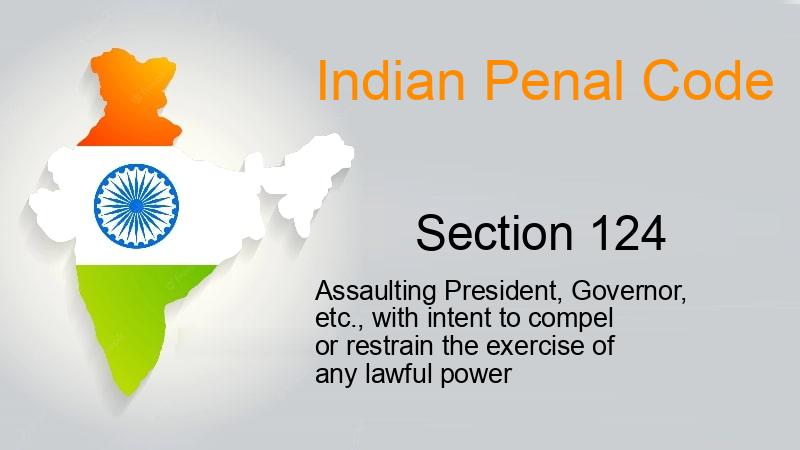 Indian Penal Code
Section 124
Assaulting President, Governor,
etc., with intent to compel
or restrain the exercise of
any lawful power